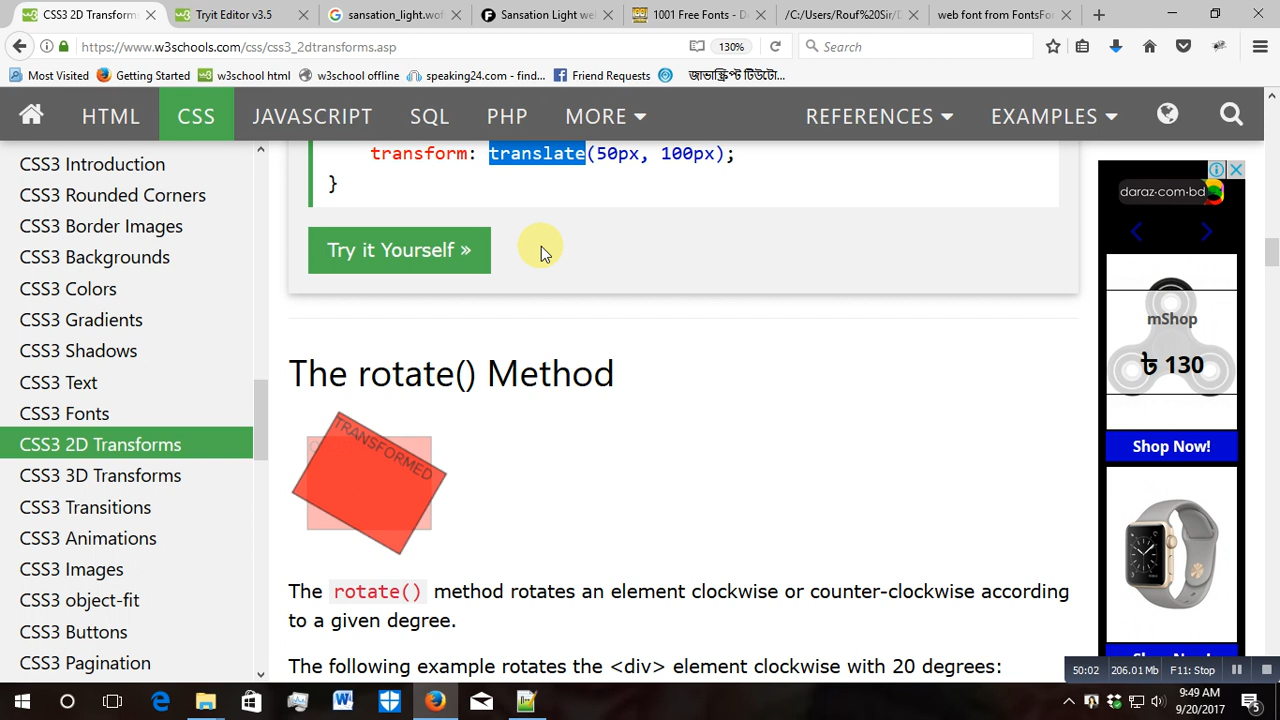 CSS3 2D Transforms
Tryit Editor v3.5
sansation_light.wof
Sansation Light we
1001 Free Fonts - D
/C:/Users/Rouf%20Sir/D
web font from FontsFo
https://www.w3schools.com/css/css3_2dtransforms.asp
130%
Search
Most Visited
Getting Started
w3school html
w3school offline
speaking24.com - find...
Friend Requests
জাভাস্ক্রিপ্ট টিউটো...
HTML
CSS
JAVASCRIPT
SQL
PHP
MORE
REFERENCES
EXAMPLES
CSS3 Introduction
CSS3 Rounded Corners
CSS3 Border Images
CSS3 Backgrounds
CSS3 Colors
CSS3 Gradients
CSS3 Shadows
CSS3 Text
CSS3 Fonts
CSS3 2D Transforms
CSS3 3D Transforms
CSS3 Transitions
CSS3 Animations
CSS3 Images
CSS3 object-fit
CSS3 Buttons
CSS3 Pagination
transform: translate(50px, 100px);
}
Try it Yourself »
The rotate() Method
TRANSFORMED
The rotate() method rotates an element clockwise or counter-clockwise according
to a given degree.
The following example rotates the <div> element clockwise with 20 degrees:
daraz.com.bd
mShop
৳ 130
Shop Now!
50:02
206.01 Mb
F11: Stop
9:49 AM
9/20/2017
5